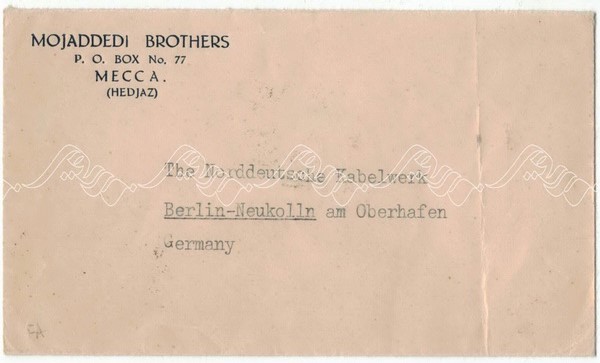 MOJADDEDI BROTHERS
P. O. BOX No. 77
MECCA.
(HEDJAZ)
The Norddeutsche Kabelwerk
Berlin-Neukolln am Oberhafen
Germany